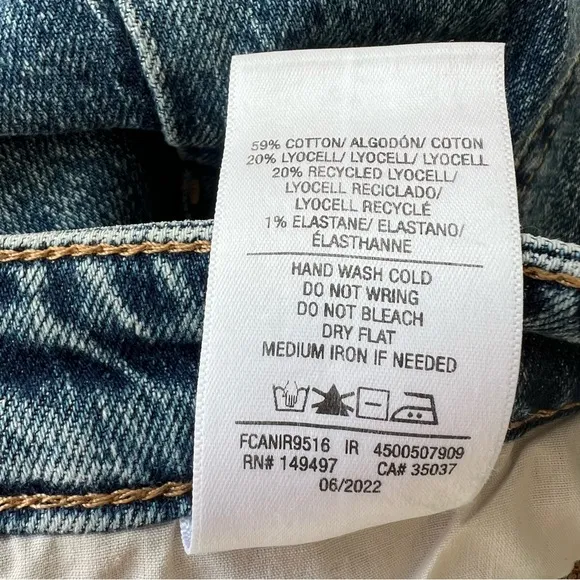 59% COTTON/ ALGODÓN/ COTON
20% LYOCELL/ LYOCELL/ LYOCELL
20% RECYCLED LYOCELL/
LYOCELL RECICLADO/
LYOCELL RECYCLÉ
1% ELASTANE/ ELASTANO/
ÉLASTHANNE
HAND WASH COLD
DO NOT WRING
DO NOT BLEACH
DRY FLAT
MEDIUM IRON IF NEEDED
FCANIR9516 IR 4500507909
RN# 149497 CA# 35037
06/2022